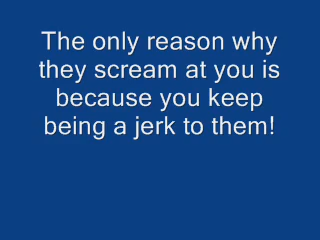 The only reason why
they scream at you is
because you keep
being a jerk to them!